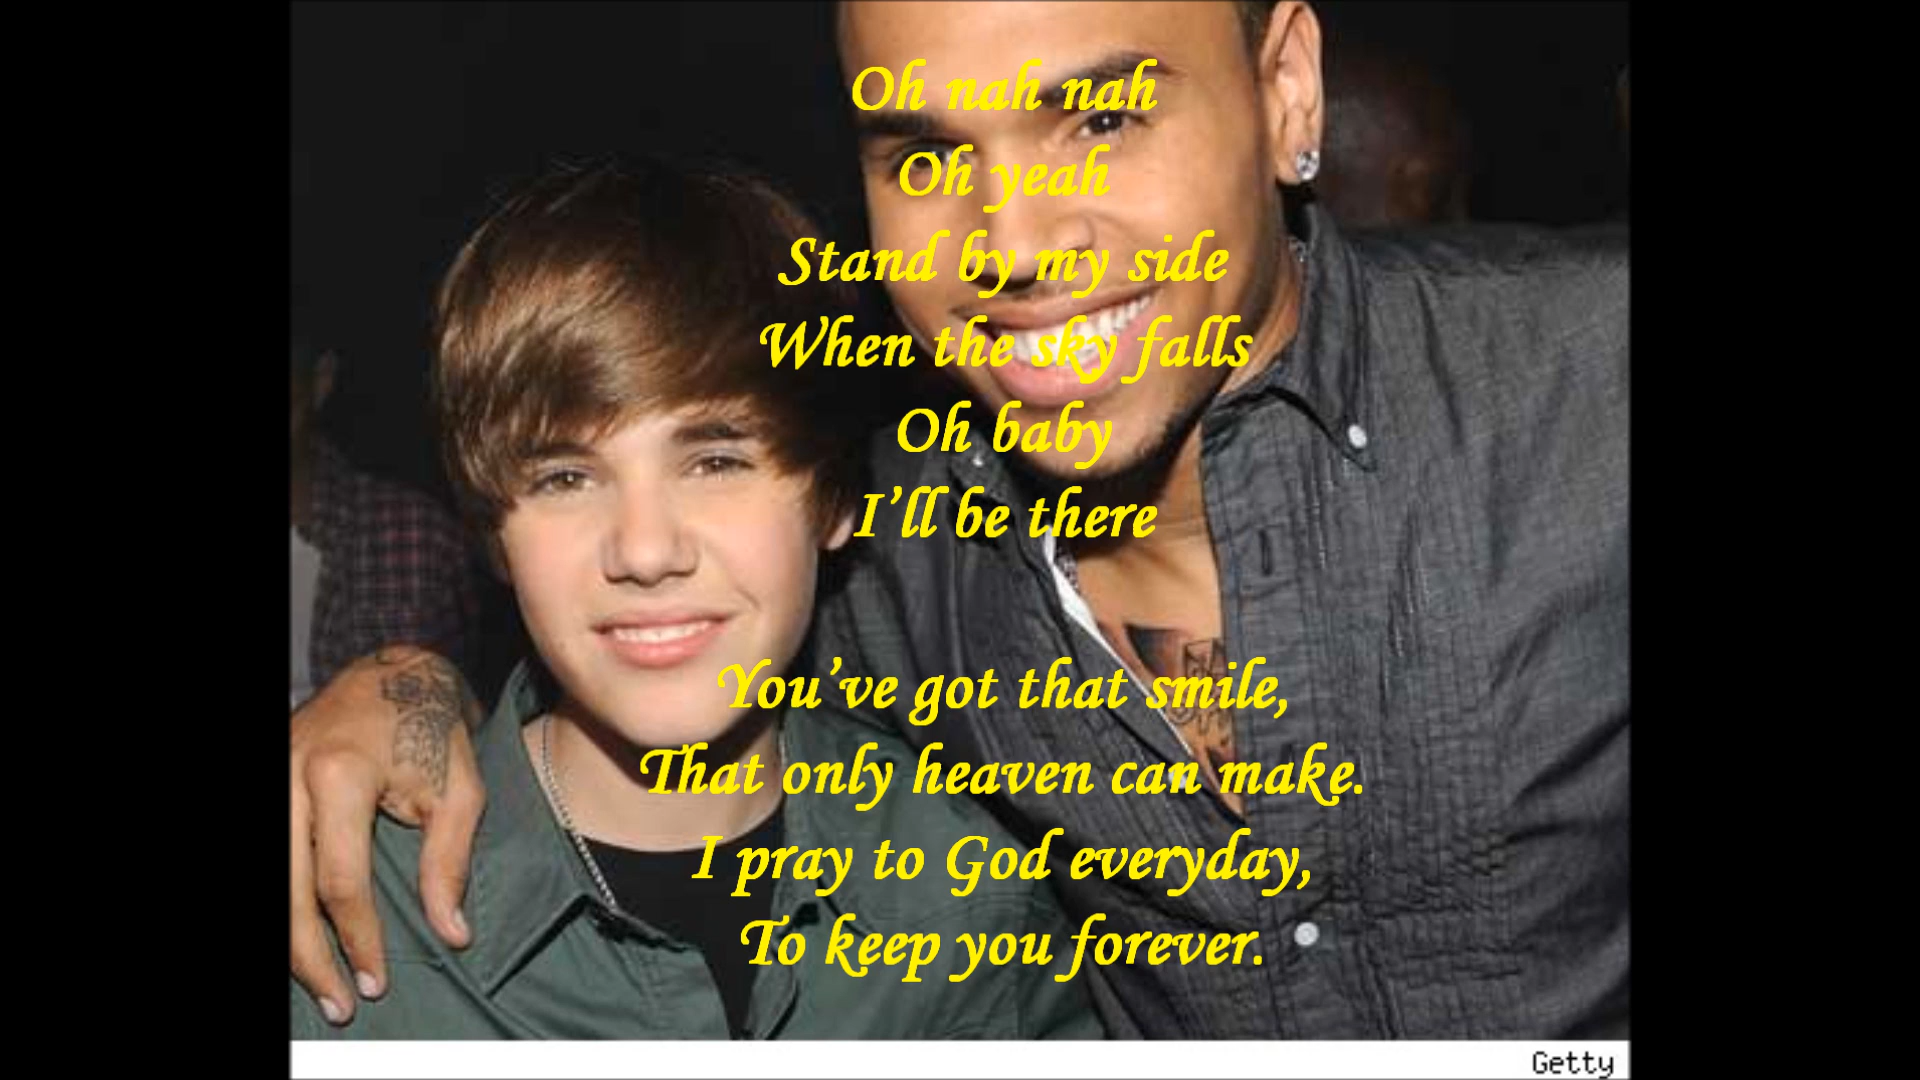 Oh nah nah
Oh yeah
Stand by my side
When the sky falls
Oh baby
I'll be there
You've got that smile,
That only heaven can make.
I pray to God everyday,
To keep you forever.
Getty